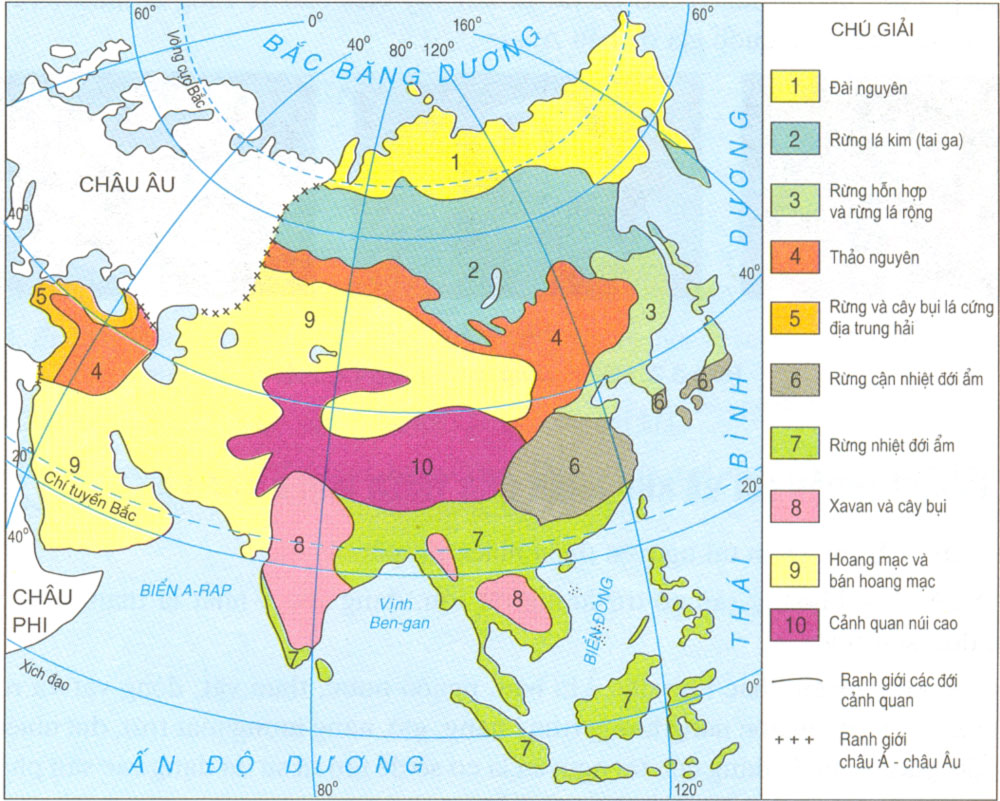 60°
0°
160°
60°
40°
80°
120°
Vòng cực Bắc
BẮC BĂNG DƯƠNG
1
CHÂU ÂU
40°
2
40°
5
9
3
4
4
6
6
9
10
6
20°
Chí tuyến Bắc
20°
7
40°
8
8
BIỂN A-RAP
Vịnh
Ben-gan
BIỂN ĐÔNG
CHÂU
PHI
7
Xích đạo
0°
7
7
ẤN ĐỘ DƯƠNG
80°
120°
THÁI BÌNH DƯƠNG
CHÚ GIẢI
1 Đài nguyên
2 Rừng lá kim (tai ga)
3 Rừng hỗn hợp
và rừng lá rộng
4 Thảo nguyên
5 Rừng và cây bụi lá cứng
địa trung hải
6 Rừng cận nhiệt đới ẩm
7 Rừng nhiệt đới ẩm
8 Xavan và cây bụi
9 Hoang mạc và
bán hoang mạc
10 Cảnh quan núi cao
Ranh giới các đới
cảnh quan
+++ Ranh giới
châu Á - châu Âu